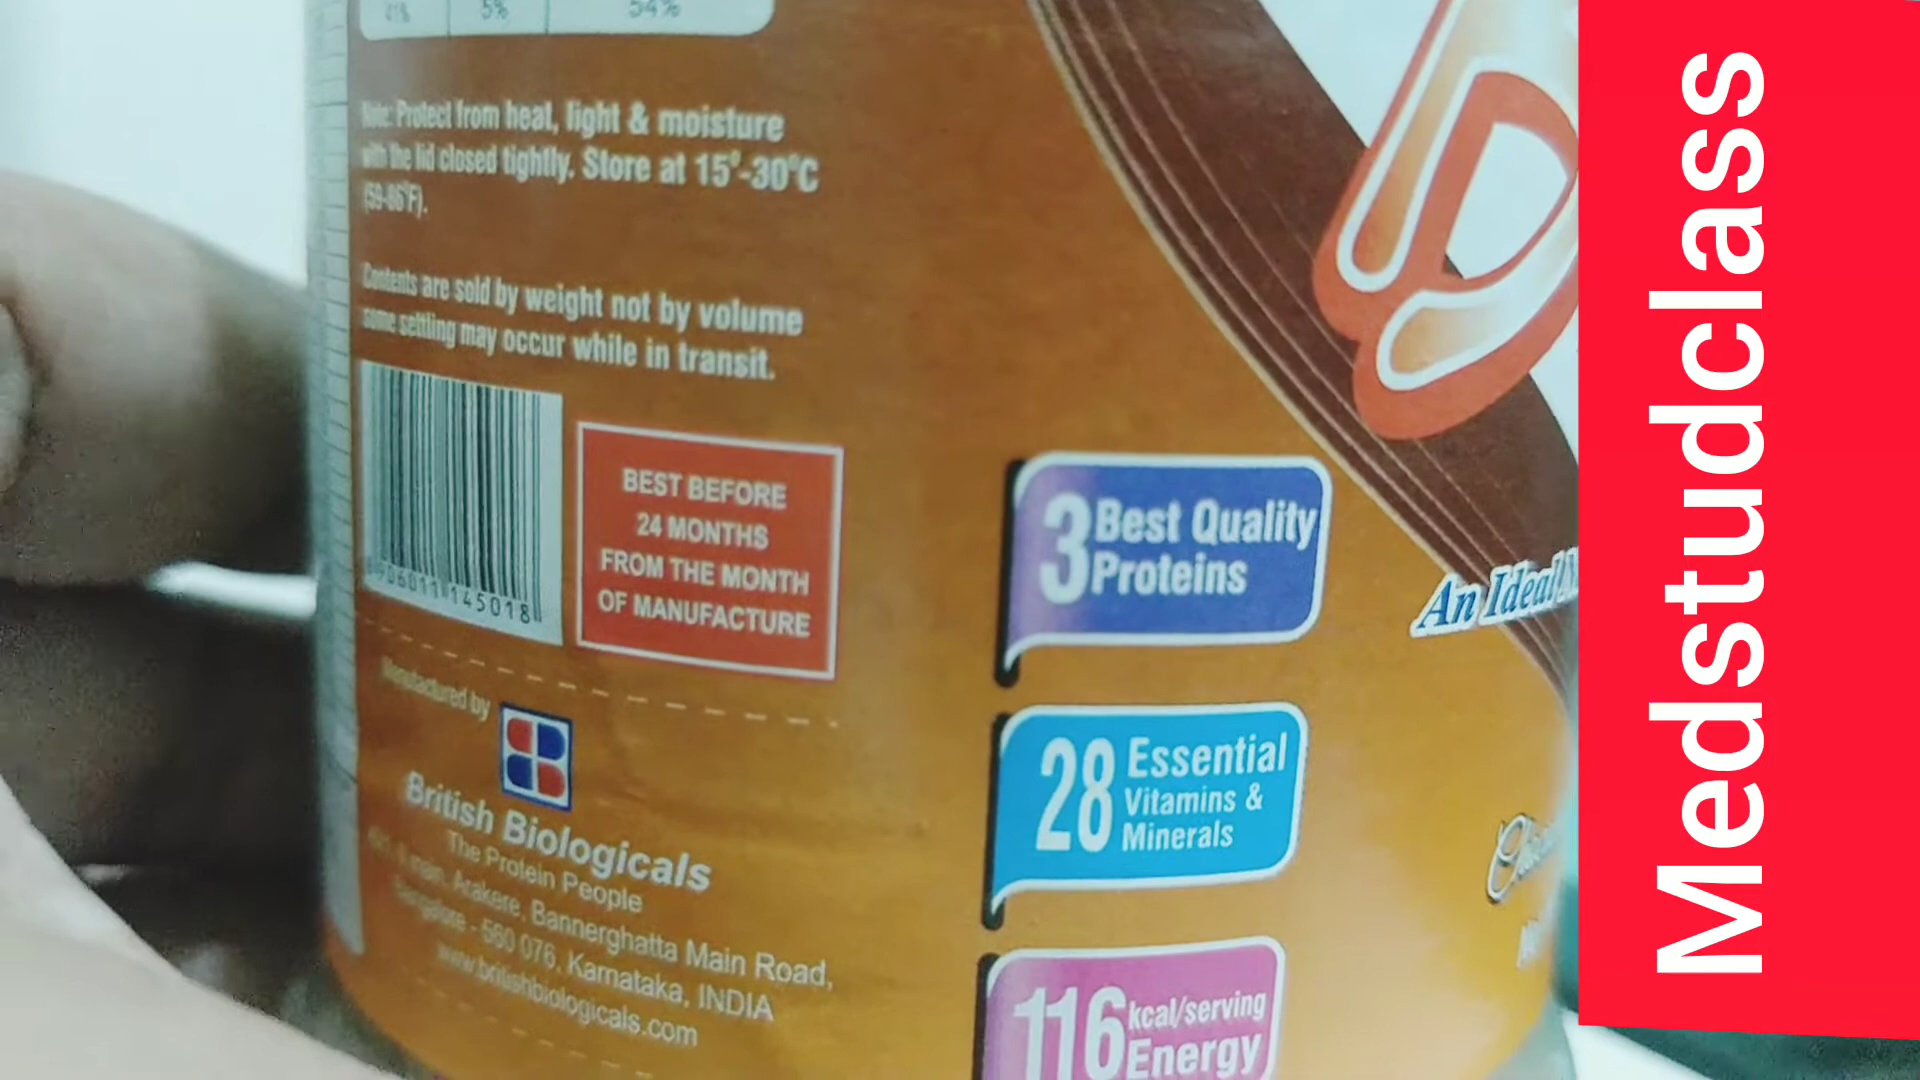 41% 5% 54%
Note: Protect from heat, light & moisture
with the lid closed tightly. Store at 15°-30°C
(59-86°F).
Contents are sold by weight not by volume
some settling may occur while in transit.
8906011145018
BEST BEFORE
24 MONTHS
FROM THE MONTH
OF MANUFACTURE
Manufactured by
British Biologicals
The Protein People
main, Arakere, Bannerghatta Main Road,
Bangalore - 560 076, Karnataka, INDIA
www.britishbiologicals.com
3 Best Quality
Proteins
28 Essential
Vitamins &
Minerals
116 kcal/serving
Energy
An Ideal
Medstudclass